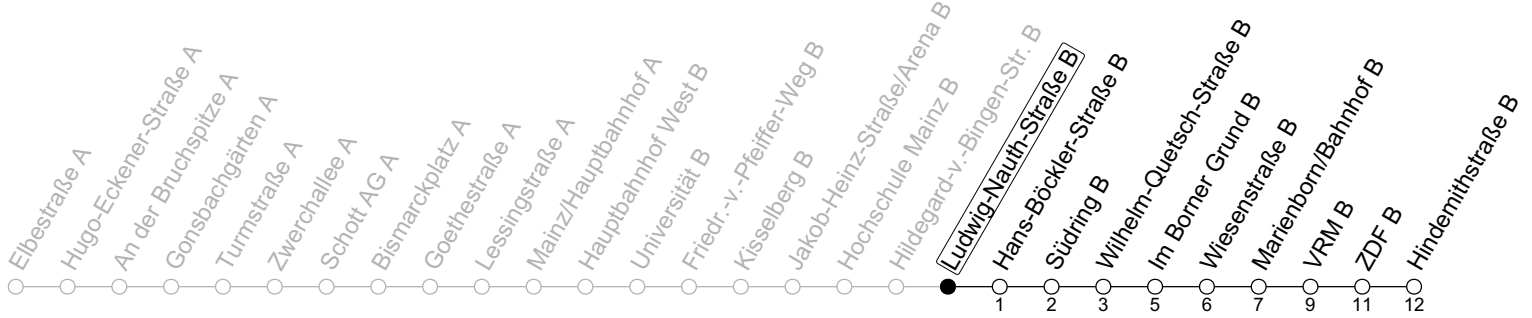 Elbestraße A
Hugo-Eckener-Straße A
An der Bruchspitze A
Gonsbachgärten A
Turmstraße A
Zwerchallee A
Schott AG A
Bismarckplatz A
Goethestraße A
Lessingstraße A
Mainz/Hauptbahnhof A
Hauptbahnhof West B
Universität B
Friedr.-v.-Pfeiffer-Weg B
Kisselberg B
Jakob-Heinz-Straße/Arena B
Hochschule Mainz B
Hildegard-v.-Bingen-Str. B
Ludwig-Nauth-Straße B
Hans-Böckler-Straße B
Südring B
Wilhelm-Quetsch-Straße B
Im Borner Grund B
Wiesenstraße B
Marienborn/Bahnhof B
VRM B
ZDF B
Hindemithstraße B
1 2 3 5 6 7 9 11 12